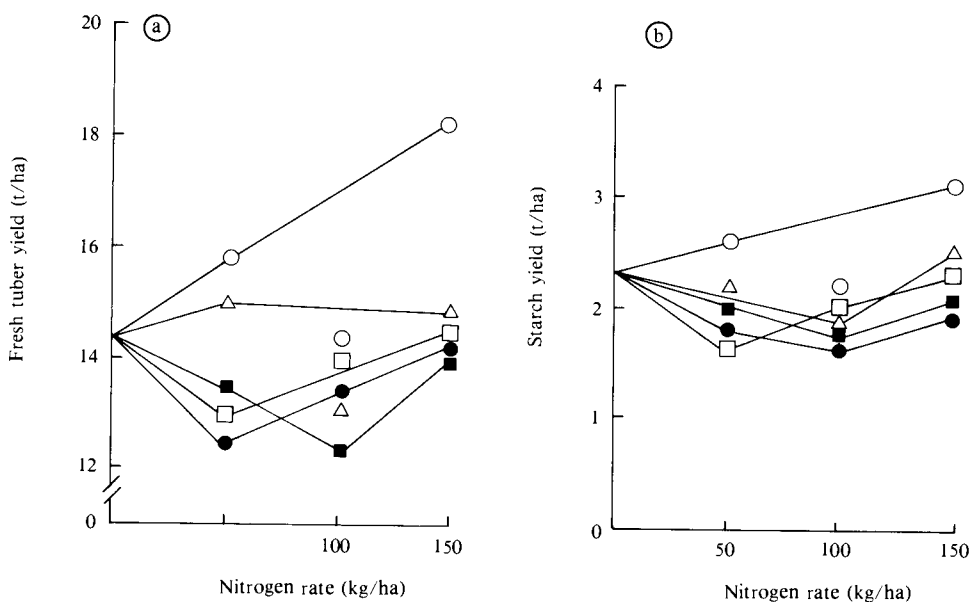 a
Fresh tuber yield (t/ha)
20
18
16
14
12
0
100
150
Nitrogen rate (kg/ha)
b
Starch yield (t/ha)
4
3
2
1
0
50
100
150
Nitrogen rate (kg/ha)